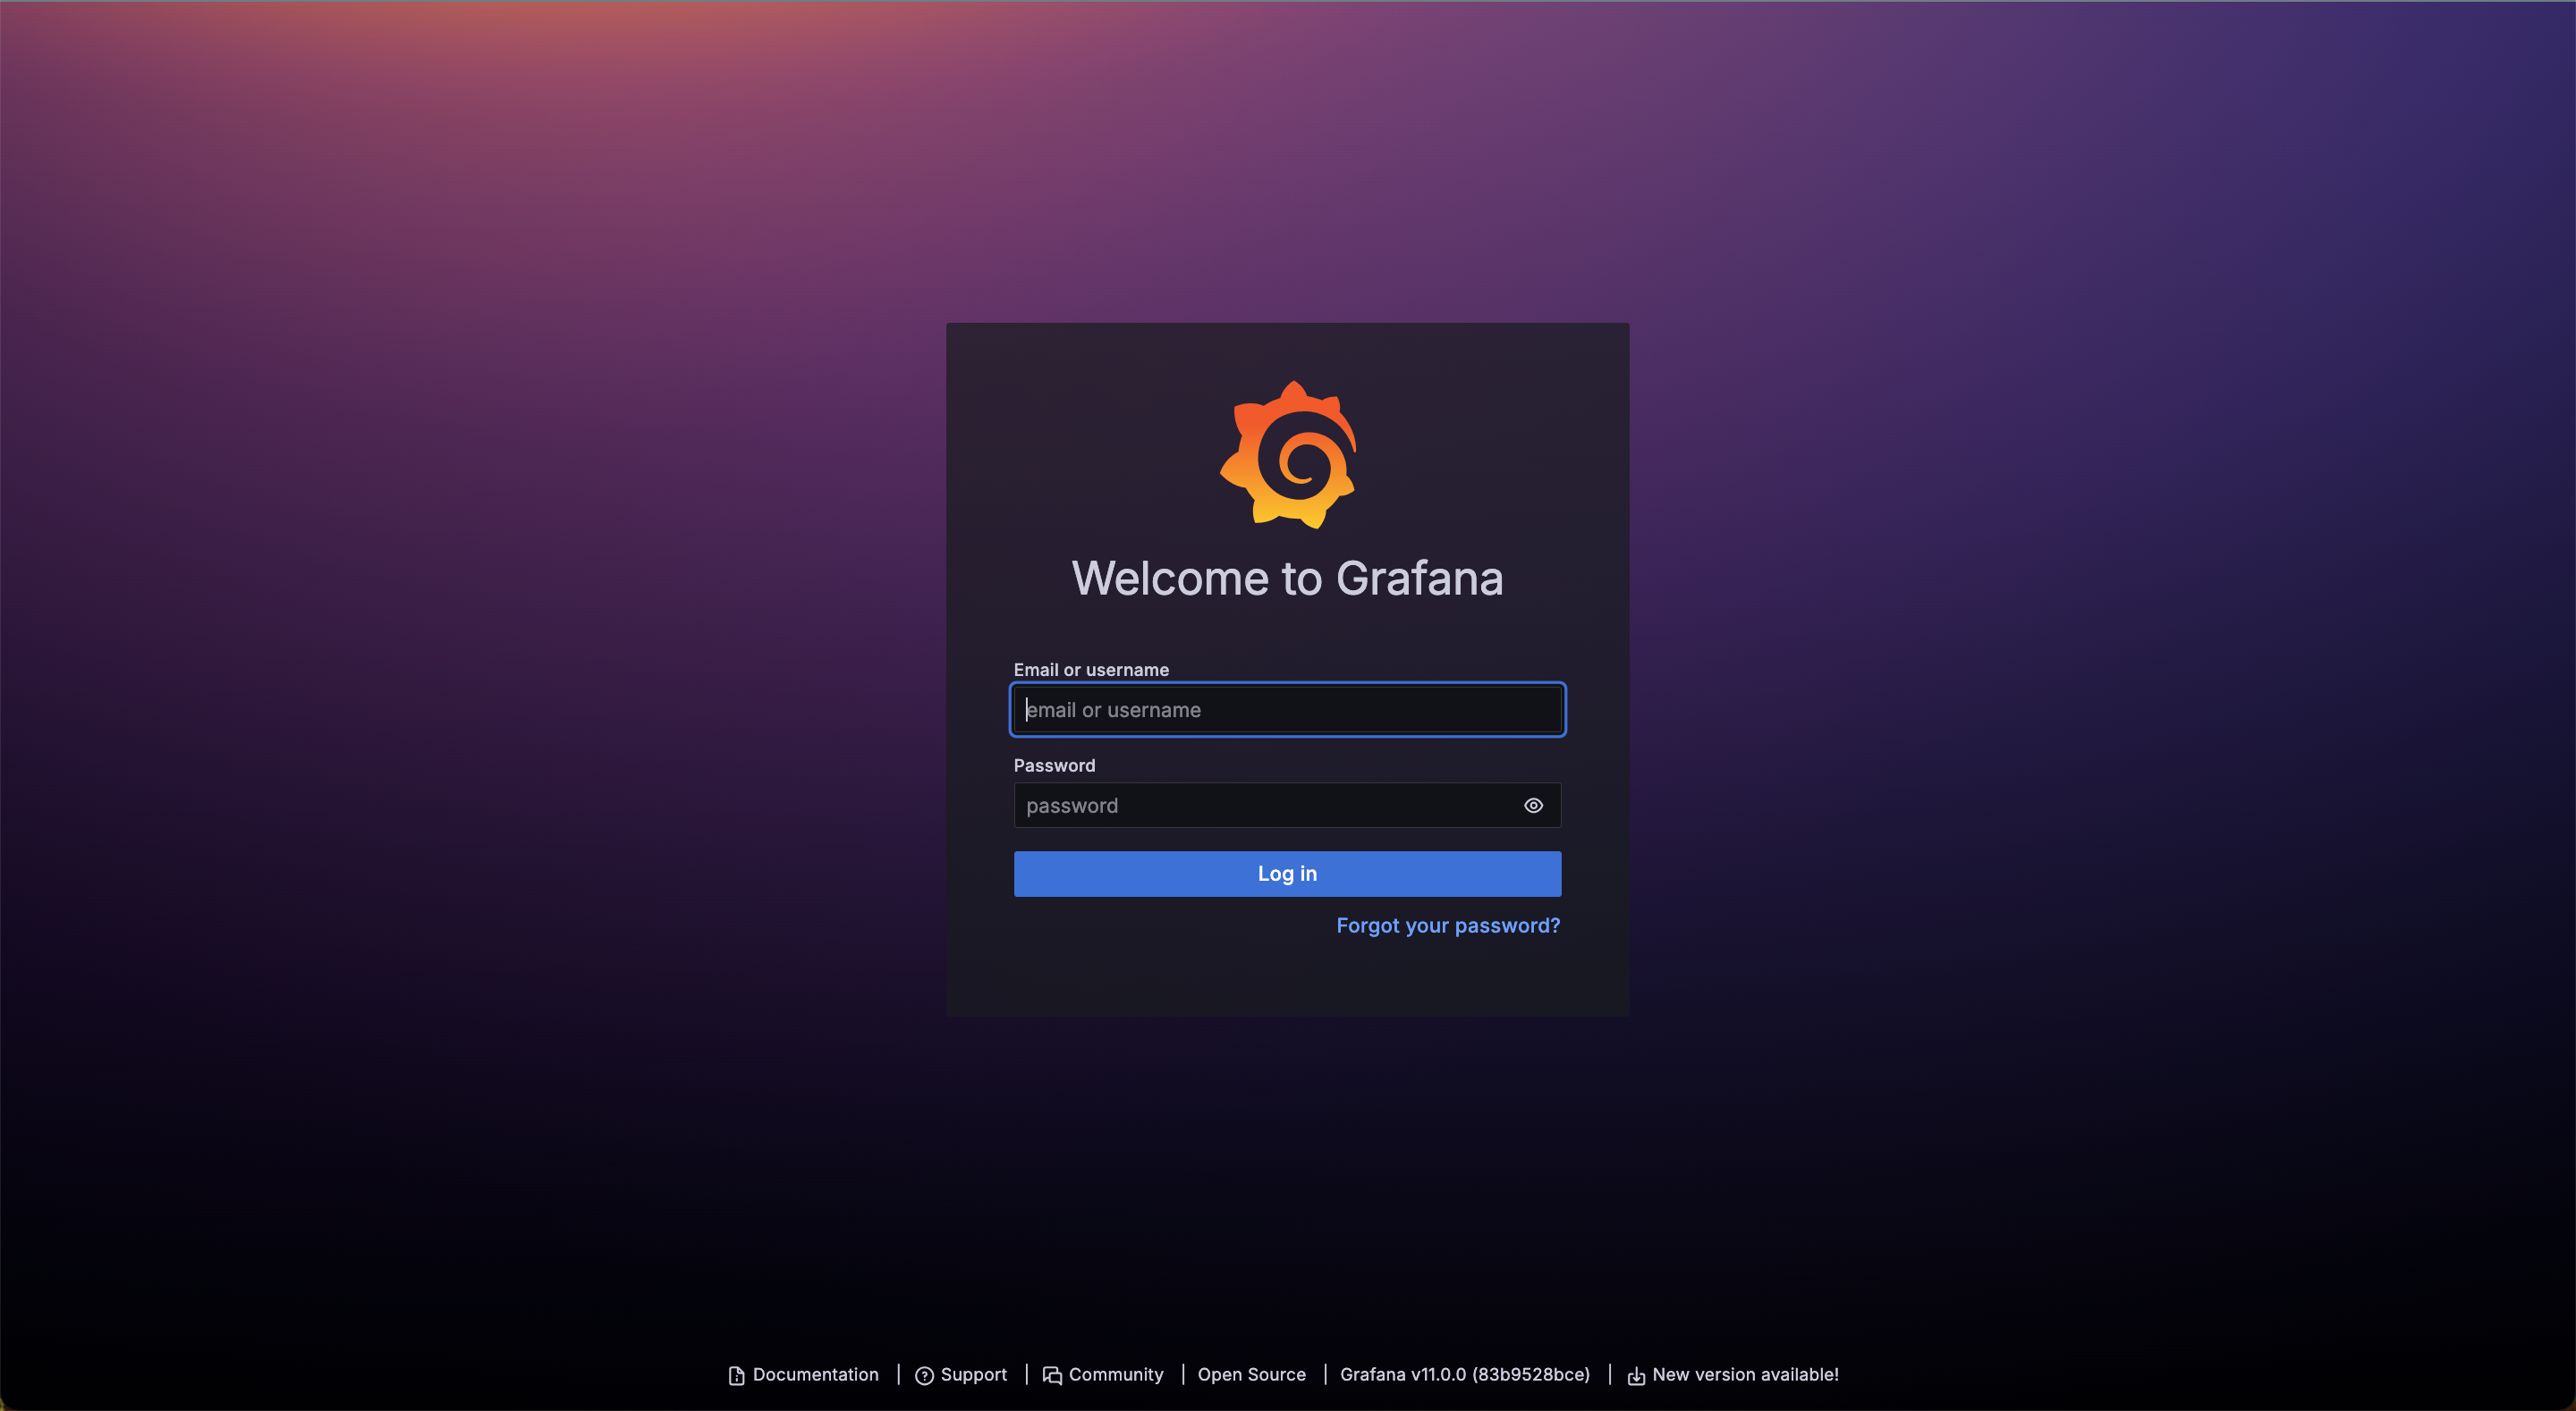 Welcome to Grafana
Email or username
email or username
Password
password
Log in
Forgot your password?
Documentation | Support | Community | Open Source | Grafana v11.0.0 (83b9528bce) | New version available!